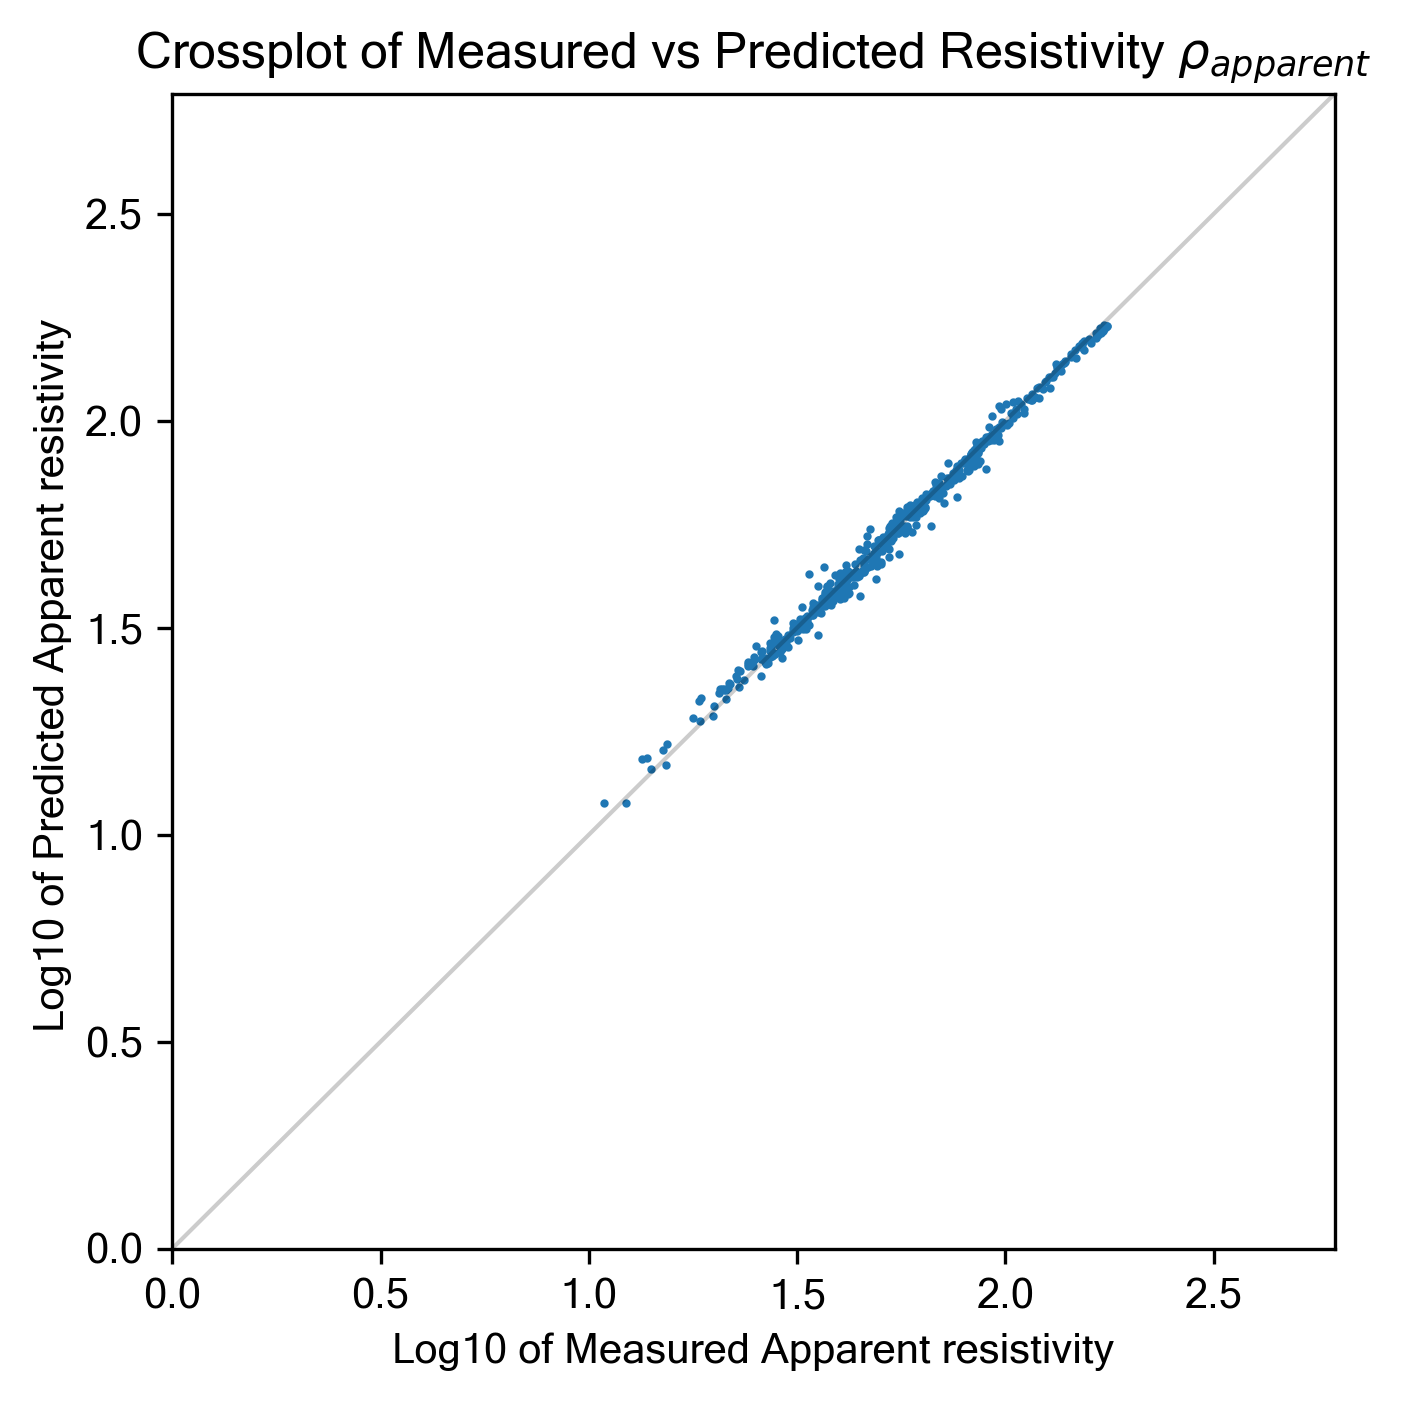 Crossplot of Measured vs Predicted Resistivity ρ_apparent
Log10 of Predicted Apparent resistivity
2.5
2.0
1.5
1.0
0.5
0.0
0.0 0.5 1.0 1.5 2.0 2.5
Log10 of Measured Apparent resistivity